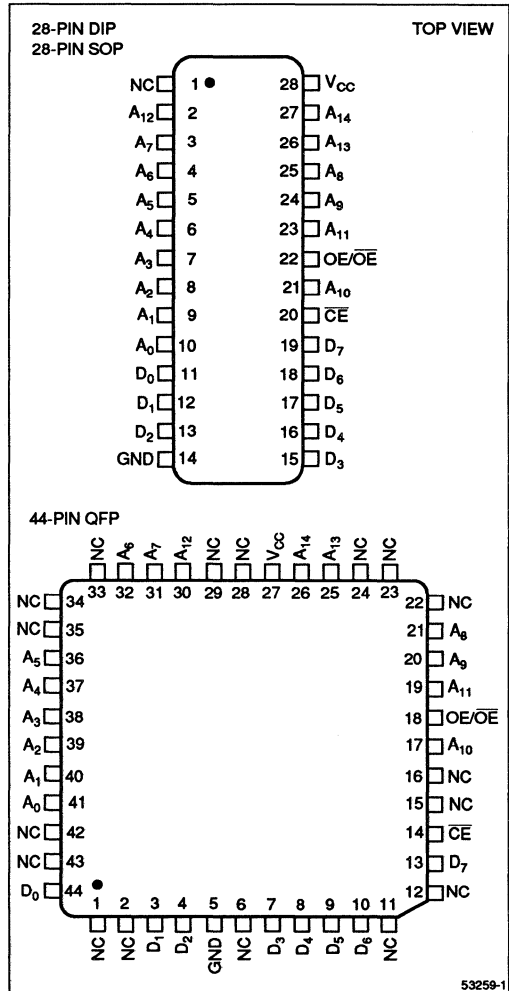 28-PIN DIP
28-PIN SOP
TOP VIEW
NC 1 28 VCC
A12 2 27 A14
A7 3 26 A13
A6 4 25 A8
A5 5 24 A9
A4 6 23 A11
A3 7 22 OE/O̅E̅
A2 8 21 A10
A1 9 20 C̅E̅
A0 10 19 D7
D0 11 18 D6
D1 12 17 D5
D2 13 16 D4
GND 14 15 D3
44-PIN QFP
NC A6 A7 A12 NC NC VCC A14 A13 NC NC
33 32 31 30 29 28 27 26 25 24 23
NC 34 22 NC
NC 35 21 A8
A5 36 20 A9
A4 37 19 A11
A3 38 18 OE/O̅E̅
A2 39 17 A10
A1 40 16 NC
A0 41 15 NC
NC 42 14 C̅E̅
NC 43 13 D7
D0 44 12 NC
1 2 3 4 5 6 7 8 9 10 11
NC NC D1 D2 GND NC D3 D4 D5 D6 NC
53259-1